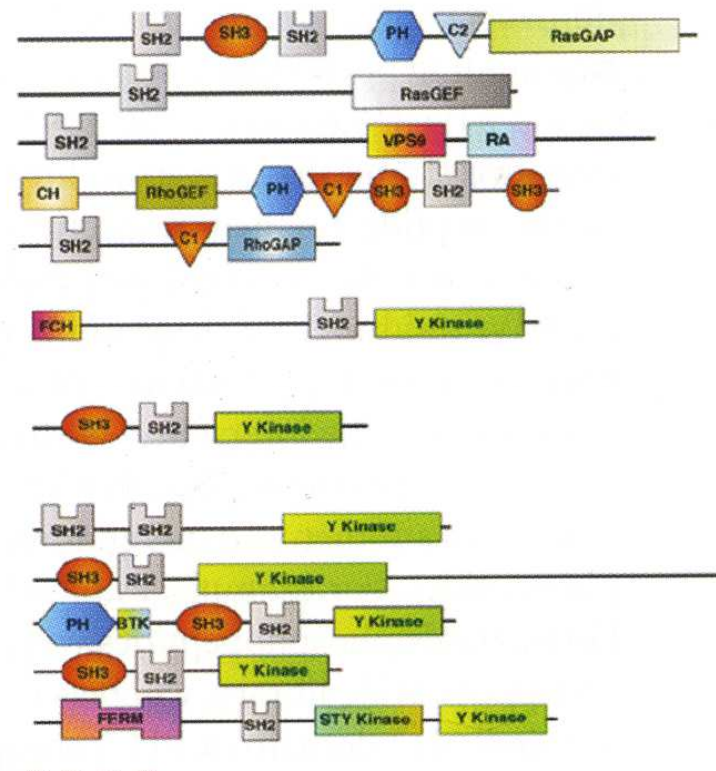 SH2 SH3 SH2 PH C2 RasGAP
SH2 RasGEF
SH2 VPS9 RA
CH RhoGEF PH C1 SH3 SH2 SH3
SH2 C1 RhoGAP
FCH SH2 Y Kinase
SH3 SH2 Y Kinase
SH2 SH2 Y Kinase
SH3 SH2 Y Kinase
PH BTK SH3 SH2 Y Kinase
SH3 SH2 Y Kinase
FERM SH2 STY Kinase Y Kinase